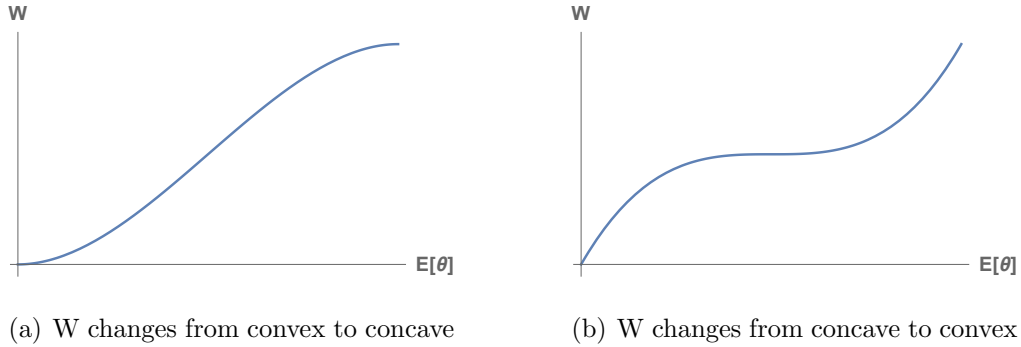 W
E[θ]
(a) W changes from convex to concave
W
E[θ]
(b) W changes from concave to convex